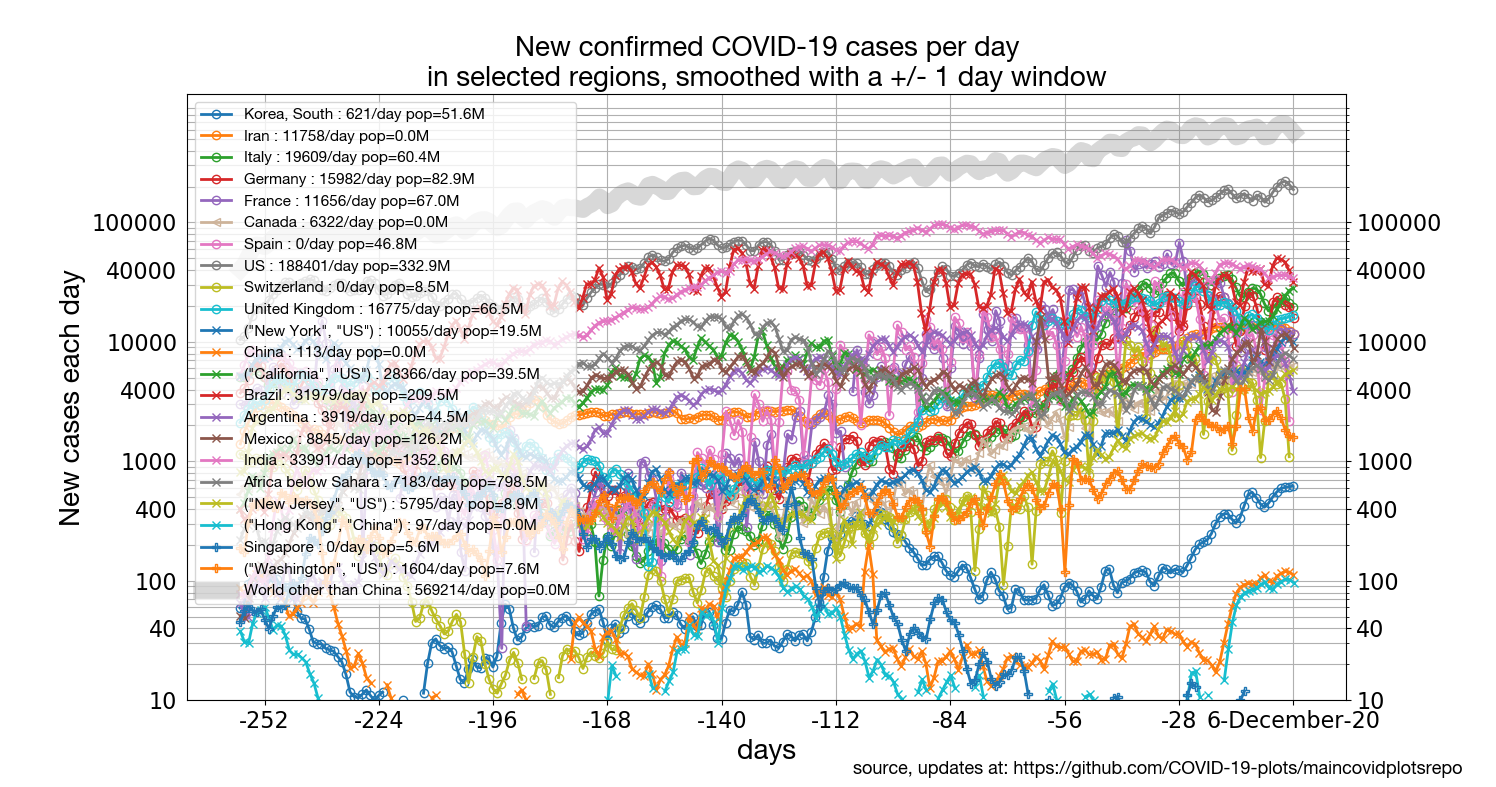 New confirmed COVID-19 cases per day
in selected regions, smoothed with a +/- 1 day window
Korea, South : 621/day pop=51.6M
Iran : 11758/day pop=0.0M
Italy : 19609/day pop=60.4M
Germany : 15982/day pop=82.9M
France : 11656/day pop=67.0M
Canada : 6322/day pop=0.0M
Spain : 0/day pop=46.8M
US : 188401/day pop=332.9M
Switzerland : 0/day pop=8.5M
United Kingdom : 16775/day pop=66.5M
("New York", "US") : 10055/day pop=19.5M
China : 113/day pop=0.0M
("California", "US") : 28366/day pop=39.5M
Brazil : 31979/day pop=209.5M
Argentina : 3919/day pop=44.5M
Mexico : 8845/day pop=126.2M
India : 33991/day pop=1352.6M
Africa below Sahara : 7183/day pop=798.5M
("New Jersey", "US") : 5795/day pop=8.9M
("Hong Kong", "China") : 97/day pop=0.0M
Singapore : 0/day pop=5.6M
("Washington", "US") : 1604/day pop=7.6M
World other than China : 569214/day pop=0.0M
New cases each day
100000
40000
10000
4000
1000
400
100
40
10
100000
40000
10000
4000
1000
400
100
40
10
-252 -224 -196 -168 -140 -112 -84 -56 -28 6-December-20
days
source, updates at: https://github.com/COVID-19-plots/maincovidplotsrepo